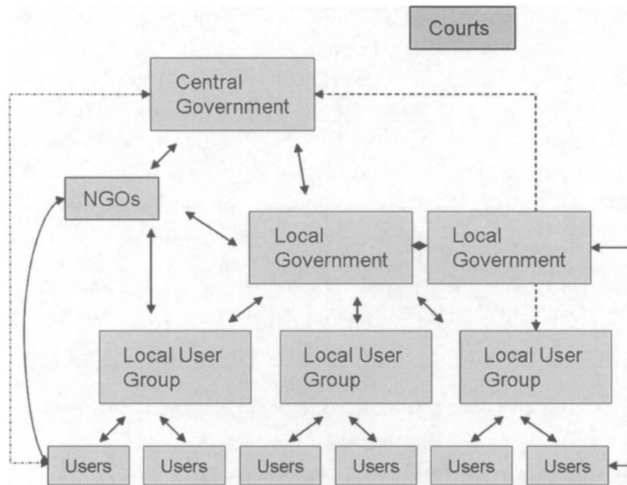 Courts
Central
Government
NGOs
Local
Government
Local
Government
Local User
Group
Local User
Group
Local User
Group
Users
Users
Users
Users
Users
Users